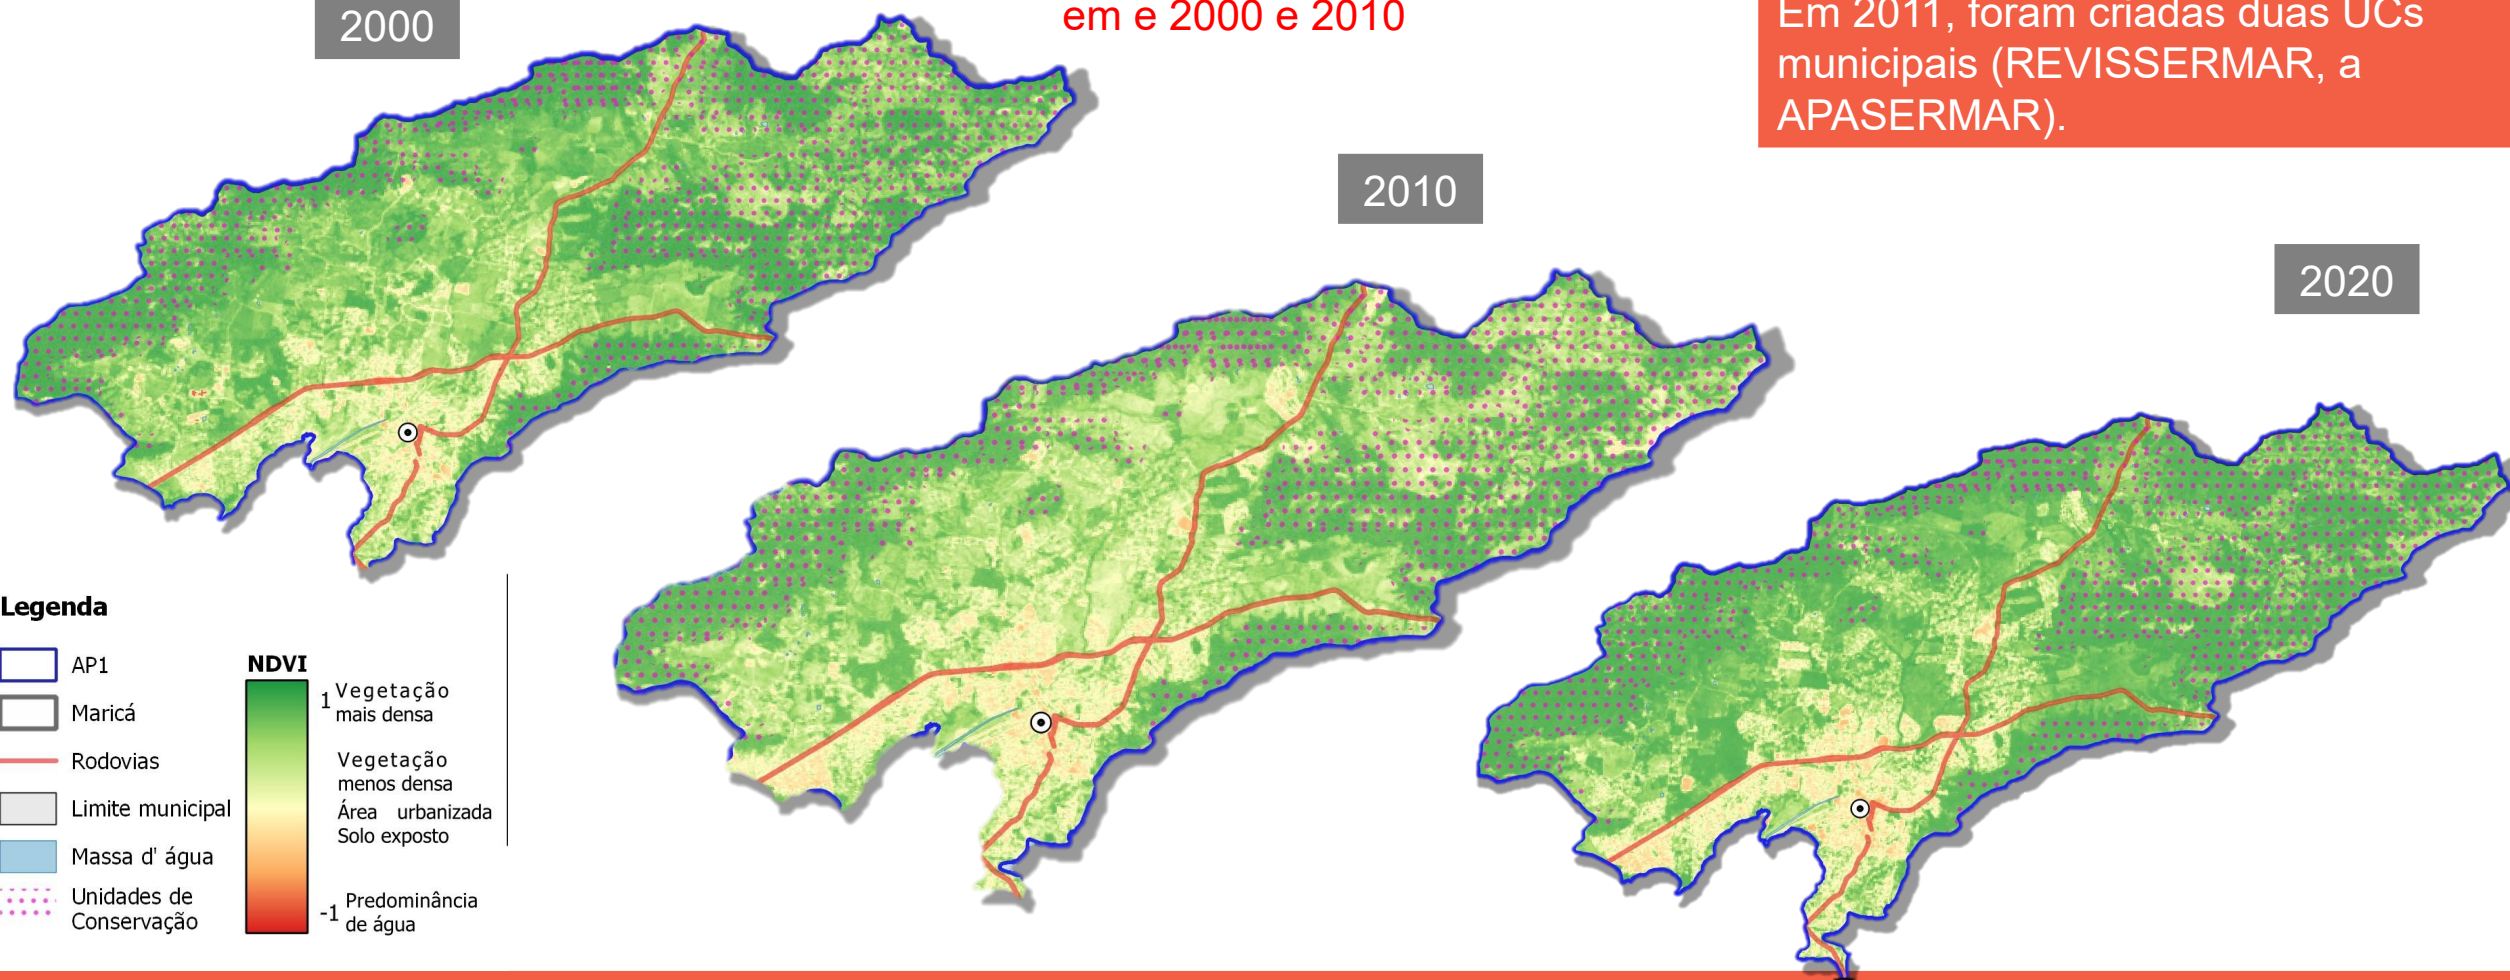 2000
em e 2000 e 2010
Em 2011, foram criadas duas UCs
municipais (REVISSERMAR, a
APASERMAR).
2010
2020
Legenda
AP1
Maricá
Rodovias
Limite municipal
Massa d' água
Unidades de
Conservação
NDVI
1
Vegetação
mais densa
Vegetação
menos densa
Área urbanizada
Solo exposto
-1
Predominância
de água